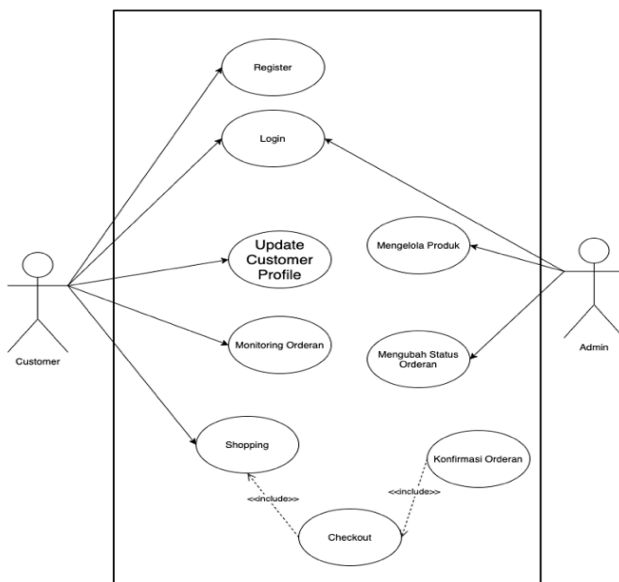 Register
Login
Update
Customer
Profile
Mengelola Produk
Monitoring Orderan
Mengubah Status
Orderan
Customer
Admin
Shopping
Konfirmasi Orderan
<<include>>
<<include>>
Checkout